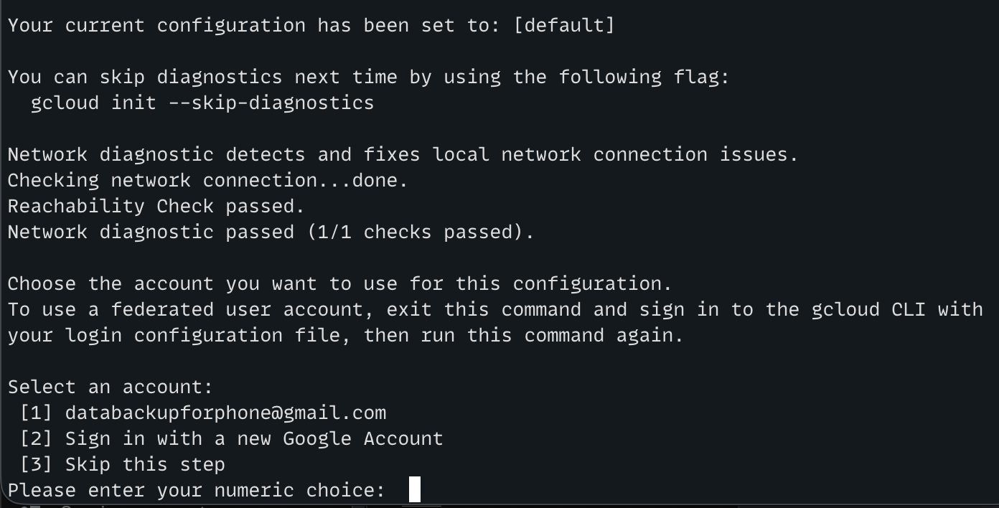 Your current configuration has been set to: [default]
You can skip diagnostics next time by using the following flag:
gcloud init --skip-diagnostics
Network diagnostic detects and fixes local network connection issues.
Checking network connection...done.
Reachability Check passed.
Network diagnostic passed (1/1 checks passed).
Choose the account you want to use for this configuration.
To use a federated user account, exit this command and sign in to the gcloud CLI with
your login configuration file, then run this command again.
Select an account:
[1] databackupforphone@gmail.com
[2] Sign in with a new Google Account
[3] Skip this step
Please enter your numeric choice: